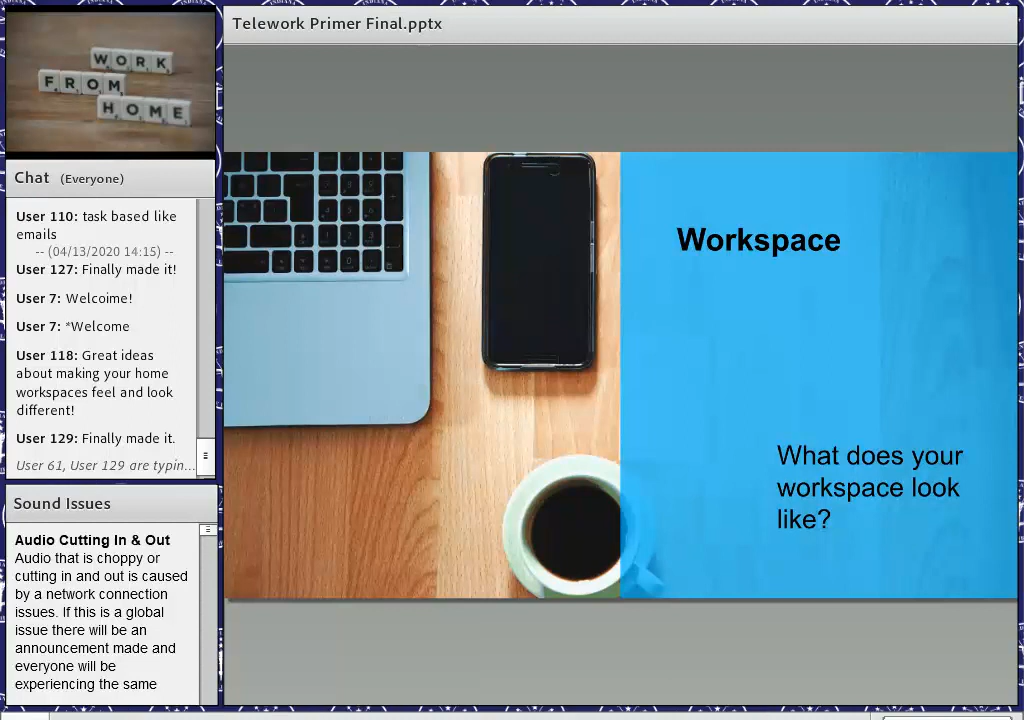 Telework Primer Final.pptx
WORK
FROM
HOME
Chat (Everyone)
User 110: task based like
emails
-- (04/13/2020 14:15) --
User 127: Finally made it!
User 7: Welcoime!
User 7: *Welcome
User 118: Great ideas
about making your home
workspaces feel and look
different!
User 129: Finally made it.
User 61, User 129 are typin...
Sound Issues
Audio Cutting In & Out
Audio that is choppy or
cutting in and out is caused
by a network connection
issues. If this is a global
issue there will be an
announcement made and
everyone will be
experiencing the same
Workspace
What does your
workspace look
like?